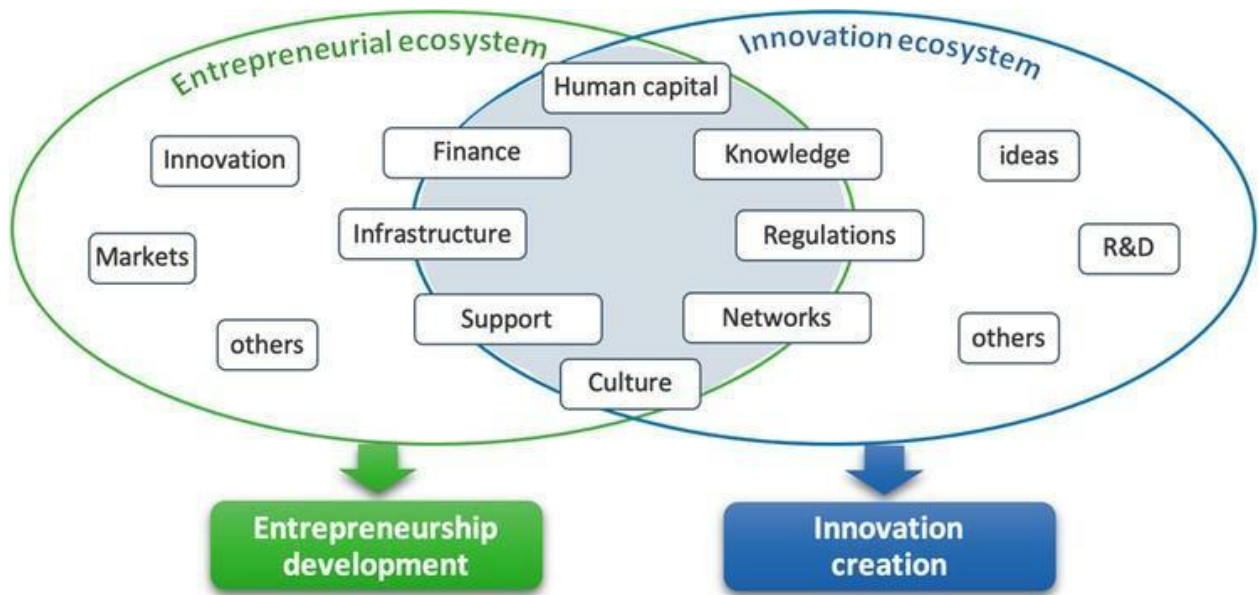 Entrepreneurial ecosystem
Innovation ecosystem
Human capital
Innovation
Finance
Knowledge
ideas
Markets
Infrastructure
Regulations
R&D
others
Support
Networks
others
Culture
Entrepreneurship
development
Innovation
creation